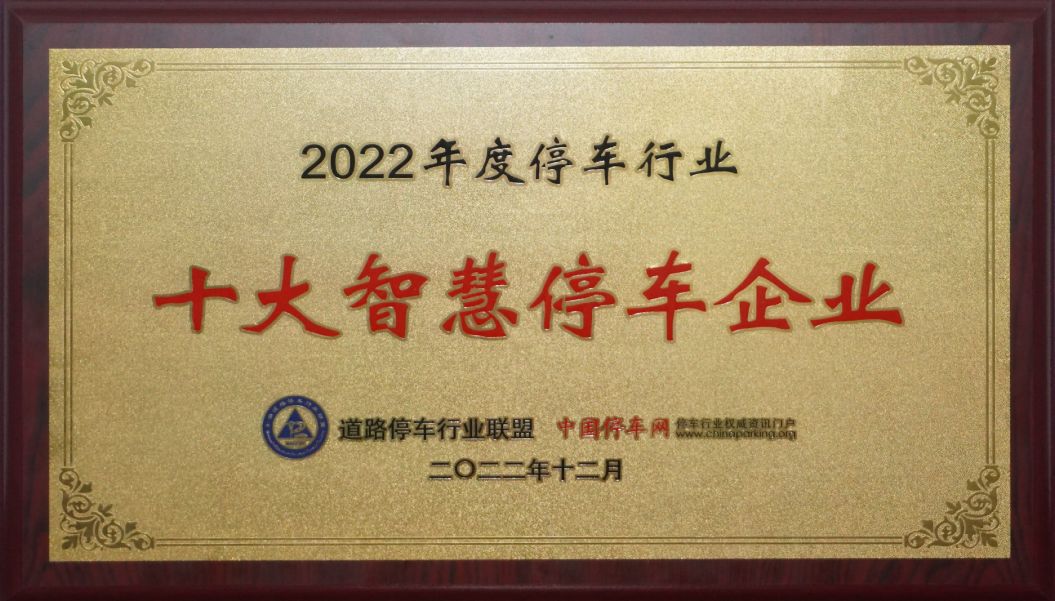 2022年度停车行业
十大智慧停车企业
道路停车行业联盟 中国停车网 停车行业权威资讯门户
www.chinaparking.org
二〇二二年十二月